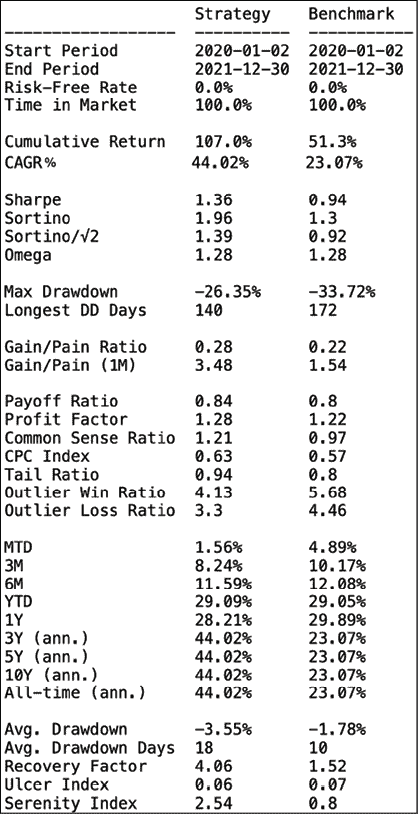 Strategy Benchmark
------------------ ---------- -----------
Start Period 2020-01-02 2020-01-02
End Period 2021-12-30 2021-12-30
Risk-Free Rate 0.0% 0.0%
Time in Market 100.0% 100.0%
Cumulative Return 107.0% 51.3%
CAGR% 44.02% 23.07%
Sharpe 1.36 0.94
Sortino 1.96 1.3
Sortino/√2 1.39 0.92
Omega 1.28 1.28
Max Drawdown -26.35% -33.72%
Longest DD Days 140 172
Gain/Pain Ratio 0.28 0.22
Gain/Pain (1M) 3.48 1.54
Payoff Ratio 0.84 0.8
Profit Factor 1.28 1.22
Common Sense Ratio 1.21 0.97
CPC Index 0.63 0.57
Tail Ratio 0.94 0.8
Outlier Win Ratio 4.13 5.68
Outlier Loss Ratio 3.3 4.46
MTD 1.56% 4.89%
3M 8.24% 10.17%
6M 11.59% 12.08%
YTD 29.09% 29.05%
1Y 28.21% 29.89%
3Y (ann.) 44.02% 23.07%
5Y (ann.) 44.02% 23.07%
10Y (ann.) 44.02% 23.07%
All-time (ann.) 44.02% 23.07%
Avg. Drawdown -3.55% -1.78%
Avg. Drawdown Days 18 10
Recovery Factor 4.06 1.52
Ulcer Index 0.06 0.07
Serenity Index 2.54 0.8